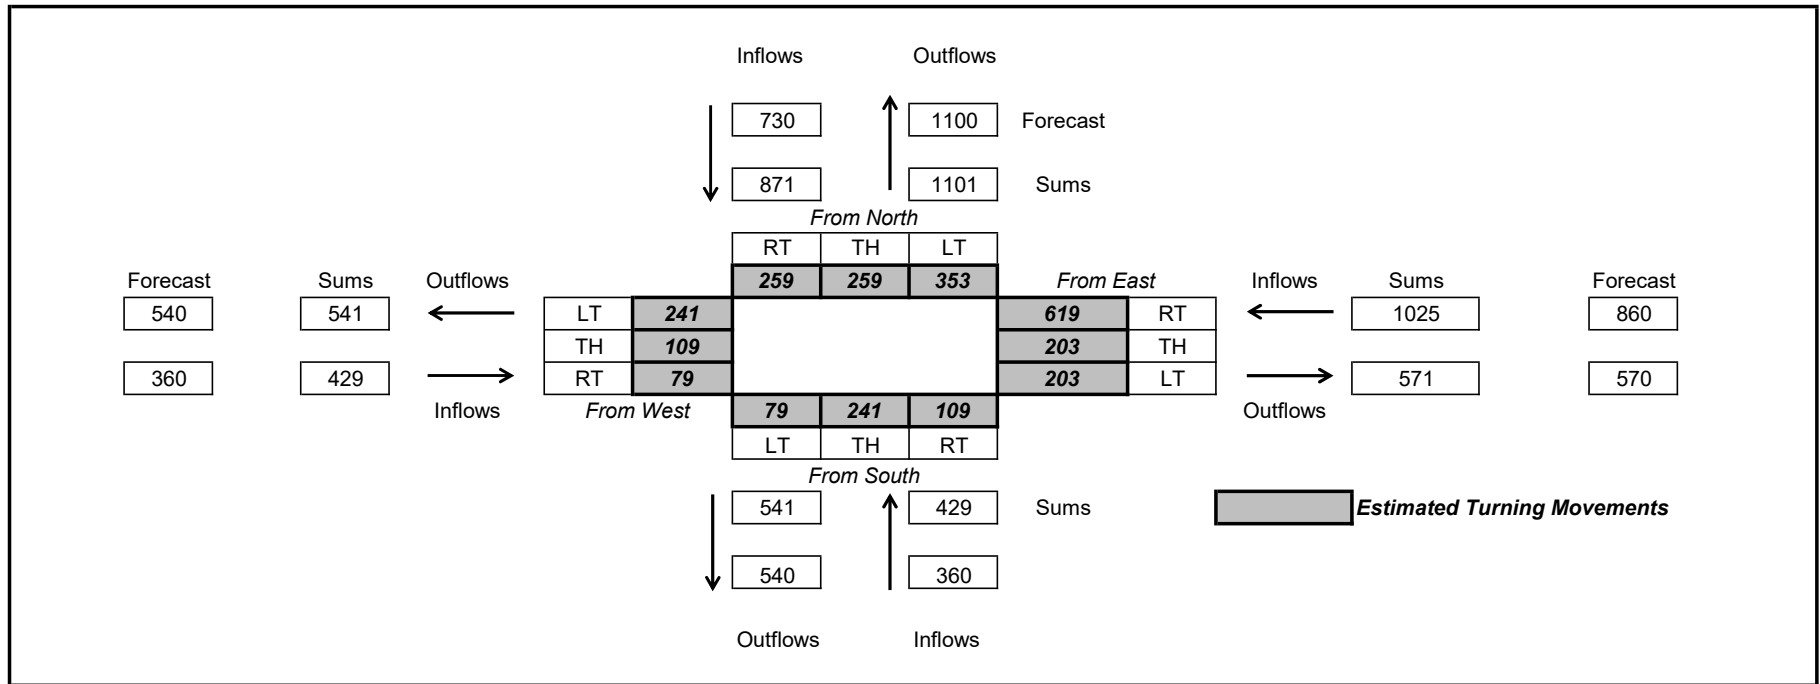 Inflows Outflows
730 1100 Forecast
871 1101 Sums
From North
RT TH LT
Forecast Sums Outflows 259 259 353 From East Inflows Sums Forecast
540 541 LT 241 619 RT 1025 860
TH 109 203 TH
360 429 RT 79 203 LT 571 570
Inflows From West 79 241 109 Outflows
LT TH RT
From South
541 429 Sums Estimated Turning Movements
540 360
Outflows Inflows